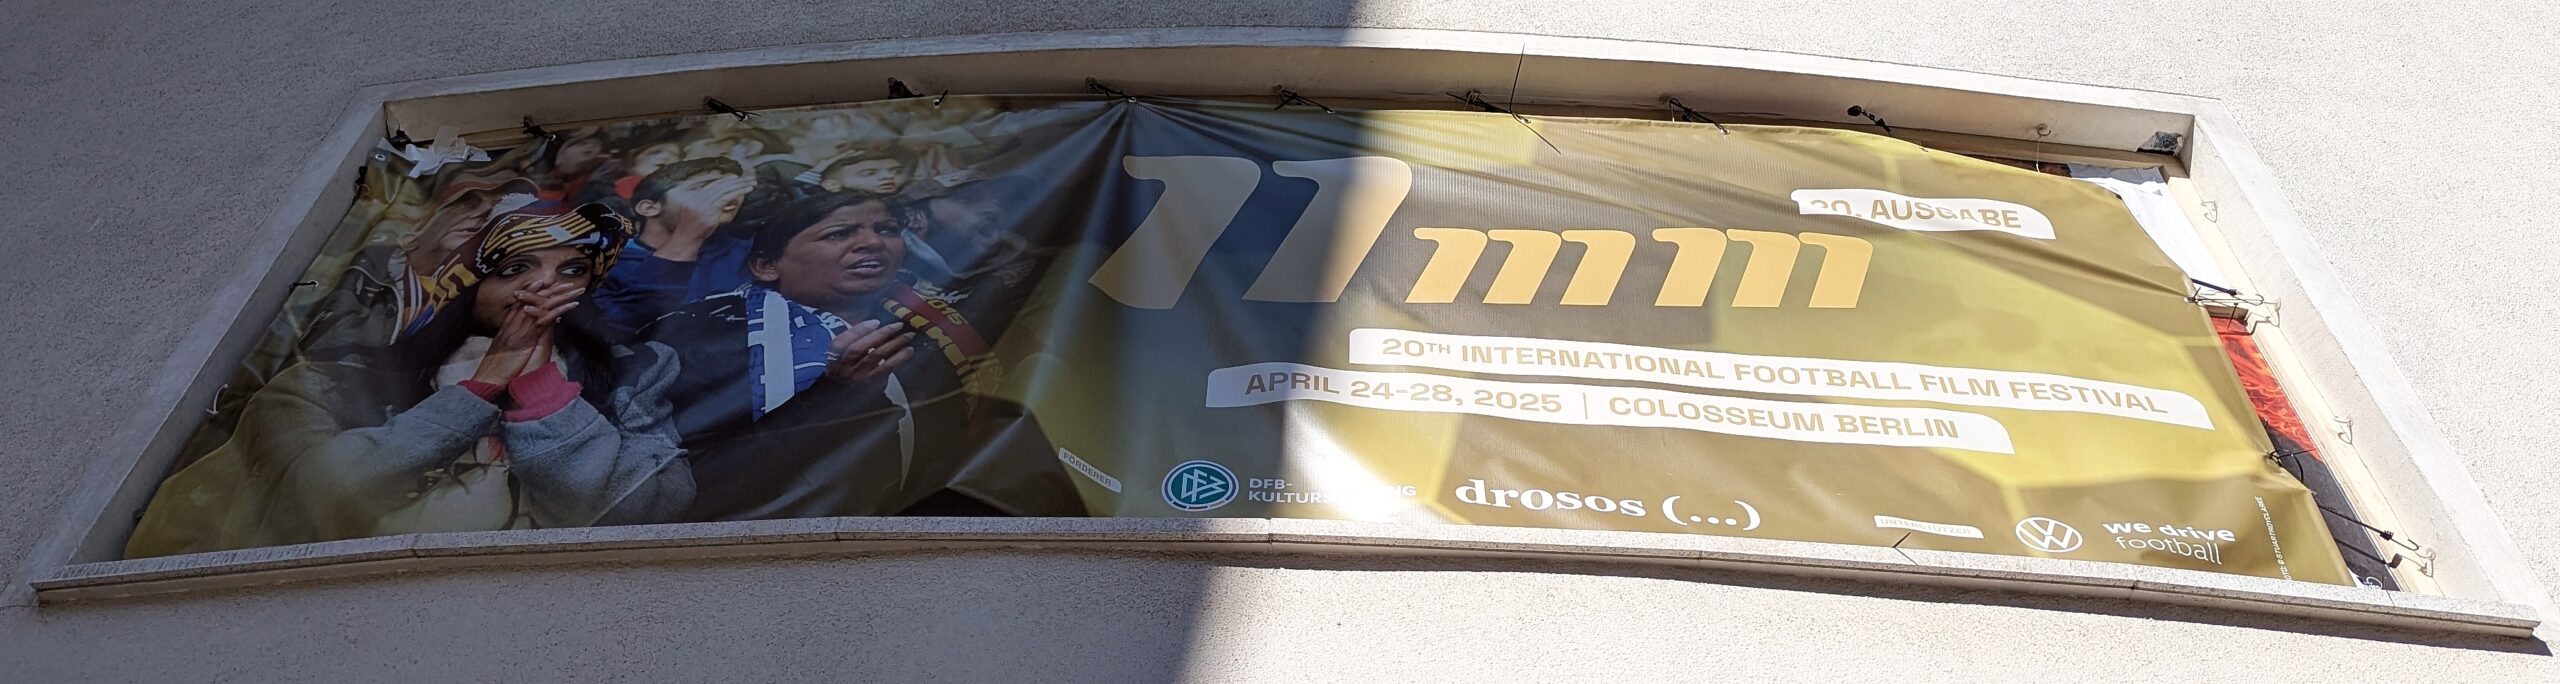 11mm
20. AUSGABE
20TH INTERNATIONAL FOOTBALL FILM FESTIVAL
APRIL 24-28, 2025 | COLOSSEUM BERLIN
FÖRDERER
DFB-
drosos (...)
UNTERSTÜTZER
we drive
football